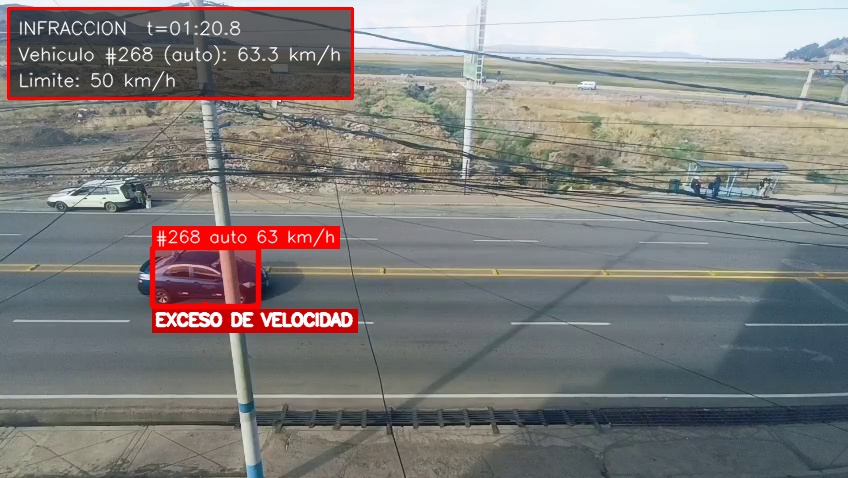 INFRACCION t=01:20.8
Vehiculo #268 (auto): 63.3 km/h
Limite: 50 km/h
#268 auto 63 km/h
EXCESO DE VELOCIDAD